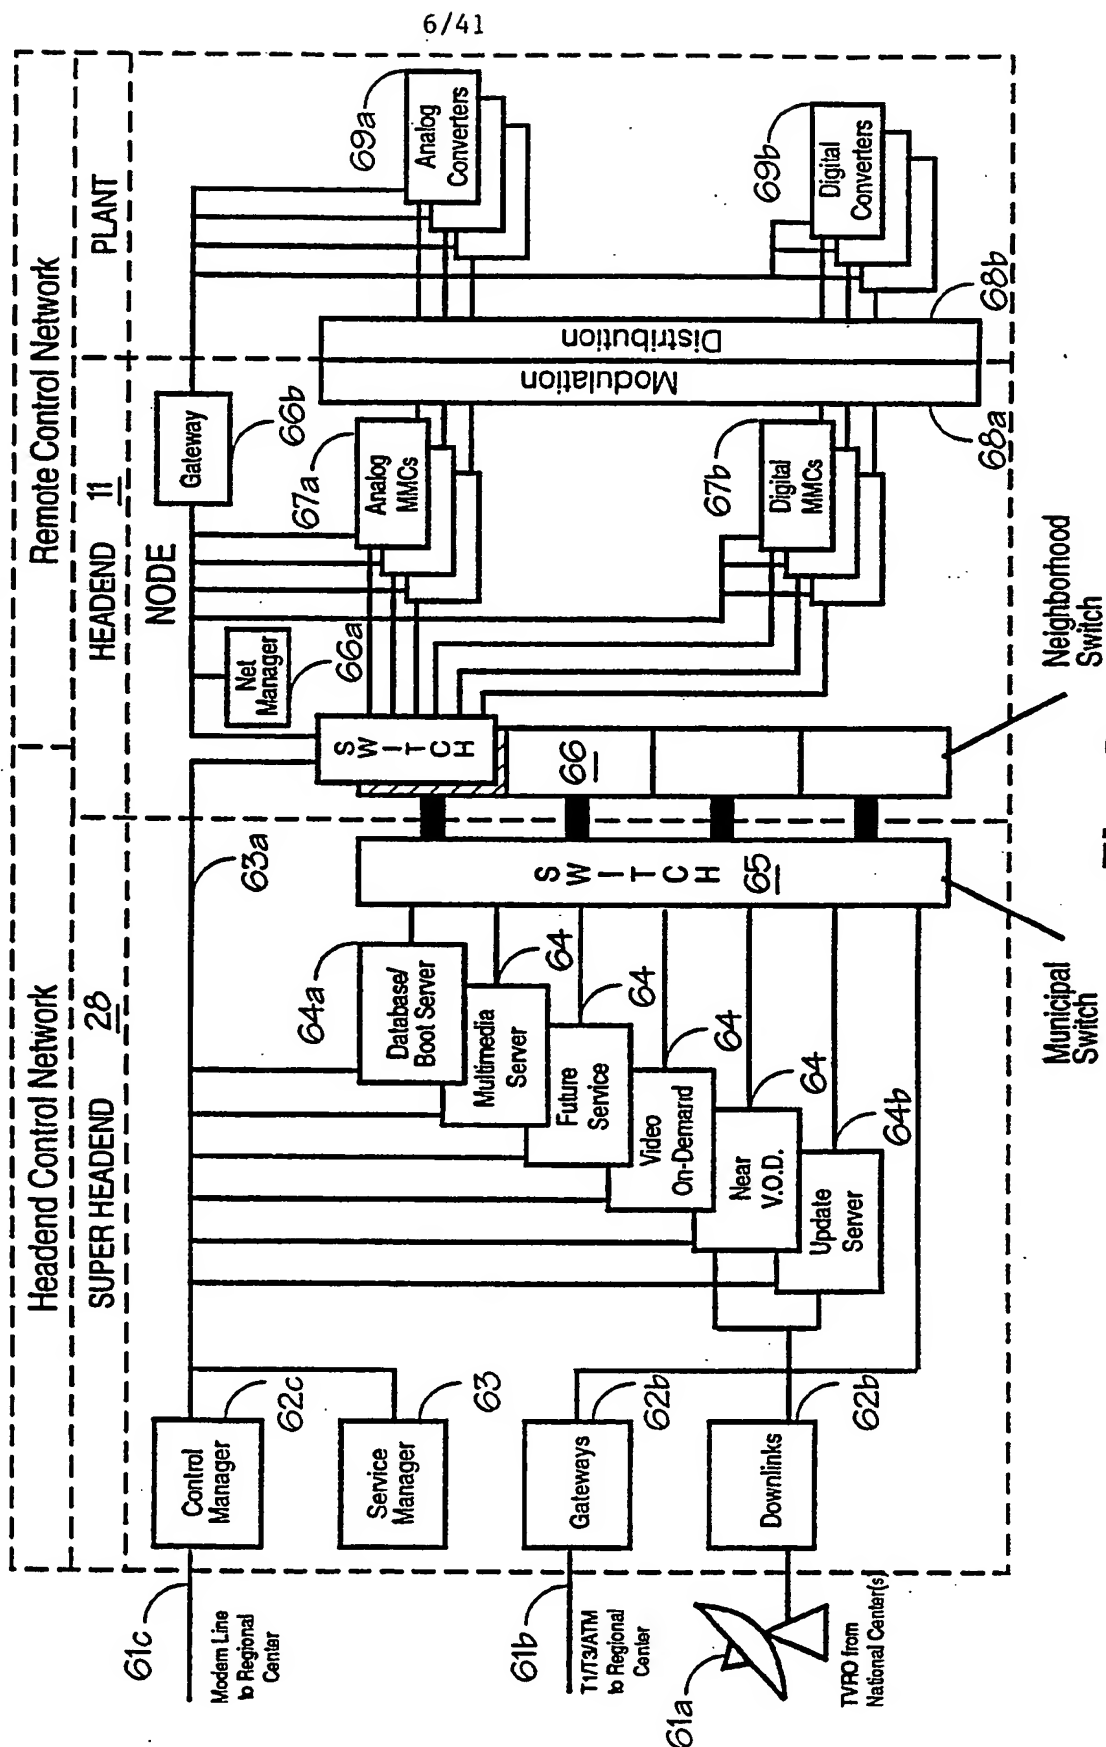 6/41
Headend Control Network
Remote Control Network
SUPER HEADEND 28
HEADEND 11
PLANT
NODE
61c
Modem Line
to Regional
Center
Control
Manager
62c
63a
Service
Manager
63
61b
T1/T3/ATM
to Regional
Center
Gateways
62b
61a
TVRO from
National Center(s)
Downlinks
62b
64a
Database/
Boot Server
Multimedia
Server
64
Future
Service
64
Video
On-Demand
64
Near
V.O.D.
64
Update
Server
64b
SWITCH 65
Municipal
Switch
SWITCH
66
Neighborhood
Switch
Net
Manager
66a
Gateway
66b
67a
Analog
MMCs
67b
Digital
MMCs
Modulation
68a
Distribution
68b
69a
Analog
Converters
69b
Digital
Converters